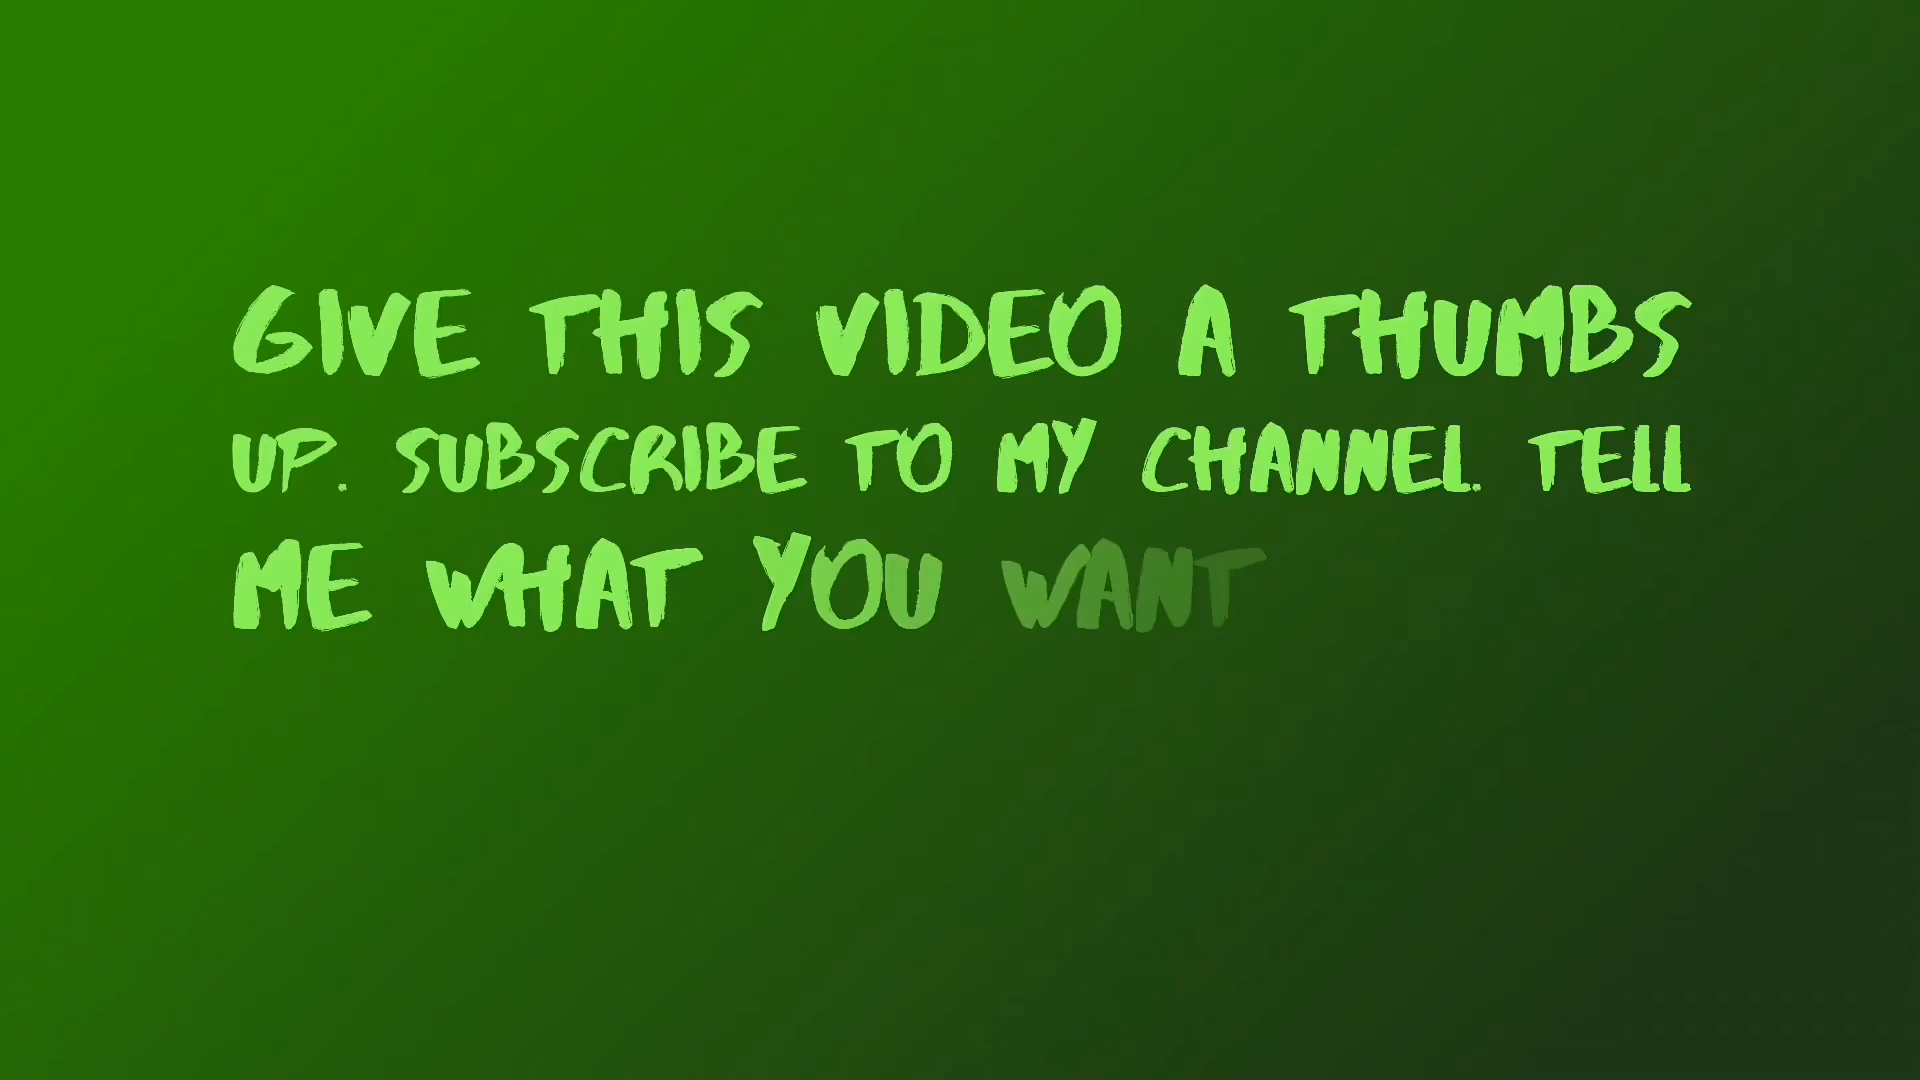 GIVE THIS VIDEO A THUMBS
UP. SUBSCRIBE TO MY CHANNEL. TELL
ME WHAT YOU WANT